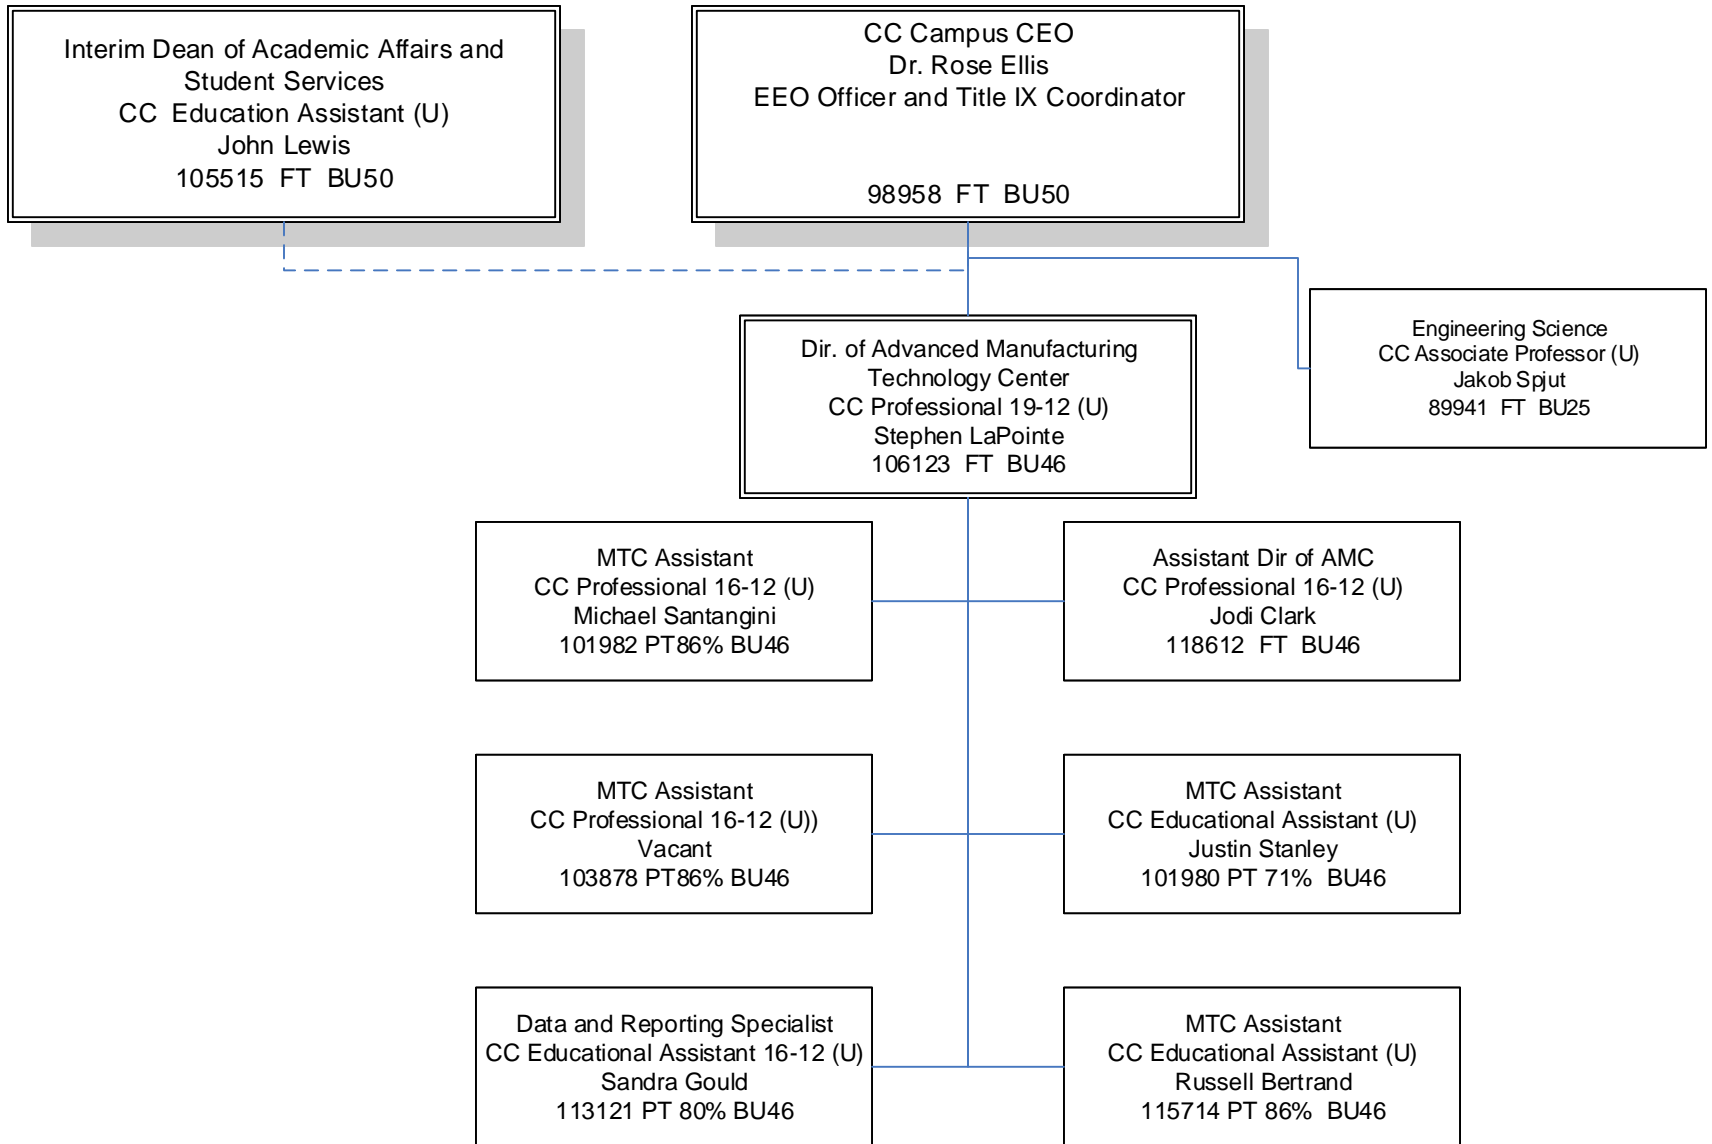 Interim Dean of Academic Affairs and
Student Services
CC Education Assistant (U)
John Lewis
105515 FT BU50
CC Campus CEO
Dr. Rose Ellis
EEO Officer and Title IX Coordinator
98958 FT BU50
Engineering Science
CC Associate Professor (U)
Jakob Spjut
89941 FT BU25
Dir. of Advanced Manufacturing
Technology Center
CC Professional 19-12 (U)
Stephen LaPointe
106123 FT BU46
MTC Assistant
CC Professional 16-12 (U)
Michael Santangini
101982 PT86% BU46
Assistant Dir of AMC
CC Professional 16-12 (U)
Jodi Clark
118612 FT BU46
MTC Assistant
CC Professional 16-12 (U))
Vacant
103878 PT86% BU46
MTC Assistant
CC Educational Assistant (U)
Justin Stanley
101980 PT 71% BU46
Data and Reporting Specialist
CC Educational Assistant 16-12 (U)
Sandra Gould
113121 PT 80% BU46
MTC Assistant
CC Educational Assistant (U)
Russell Bertrand
115714 PT 86% BU46